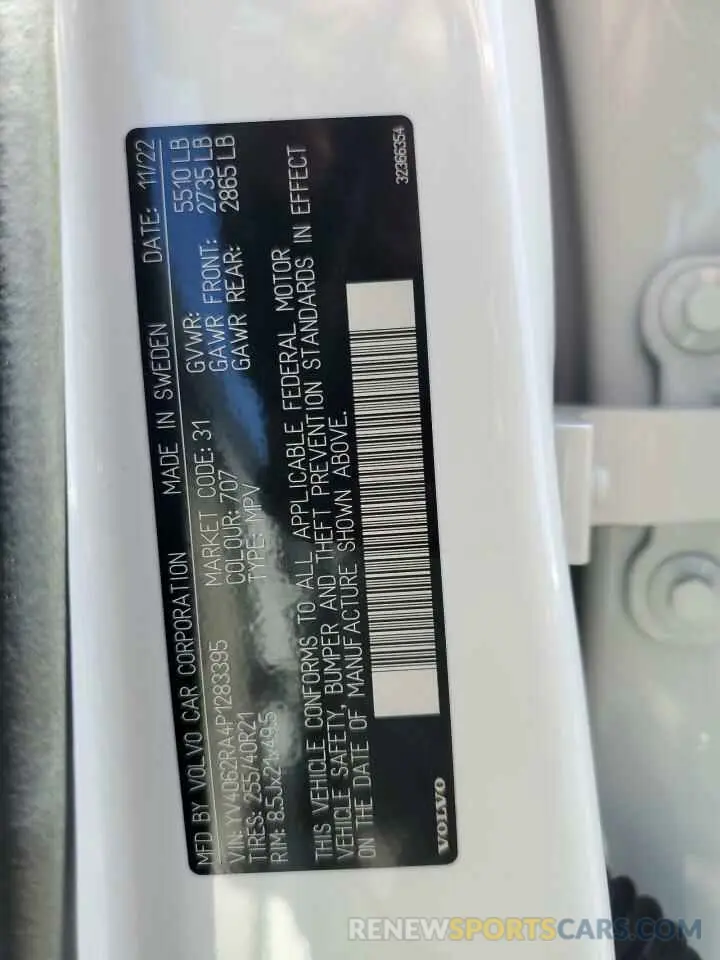 MFD BY VOLVO CAR CORPORATION MADE IN SWEDEN DATE: 11/22
VIN: YV4062RA4P1283395 MARKET CODE: 31 GVWR: 5510 LB
TIRES: 255/40R21 COLOUR: 707 GAWR FRONT: 2735 LB
RIM: 8.5Jx21x49.5 TYPE: MPV GAWR REAR: 2865 LB
THIS VEHICLE CONFORMS TO ALL APPLICABLE FEDERAL MOTOR
VEHICLE SAFETY, BUMPER AND THEFT PREVENTION STANDARDS IN EFFECT
ON THE DATE OF MANUFACTURE SHOWN ABOVE.
VOLVO 32366354
RENEWSPORTSCARS.COM